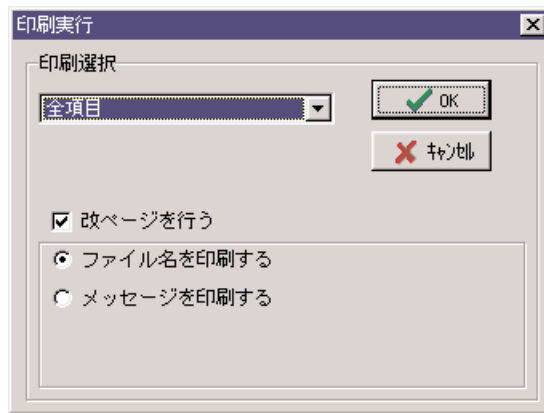 印刷実行
印刷選択
全項目
OK
ｷｬﾝｾﾙ
改ページを行う
ファイル名を印刷する
メッセージを印刷する